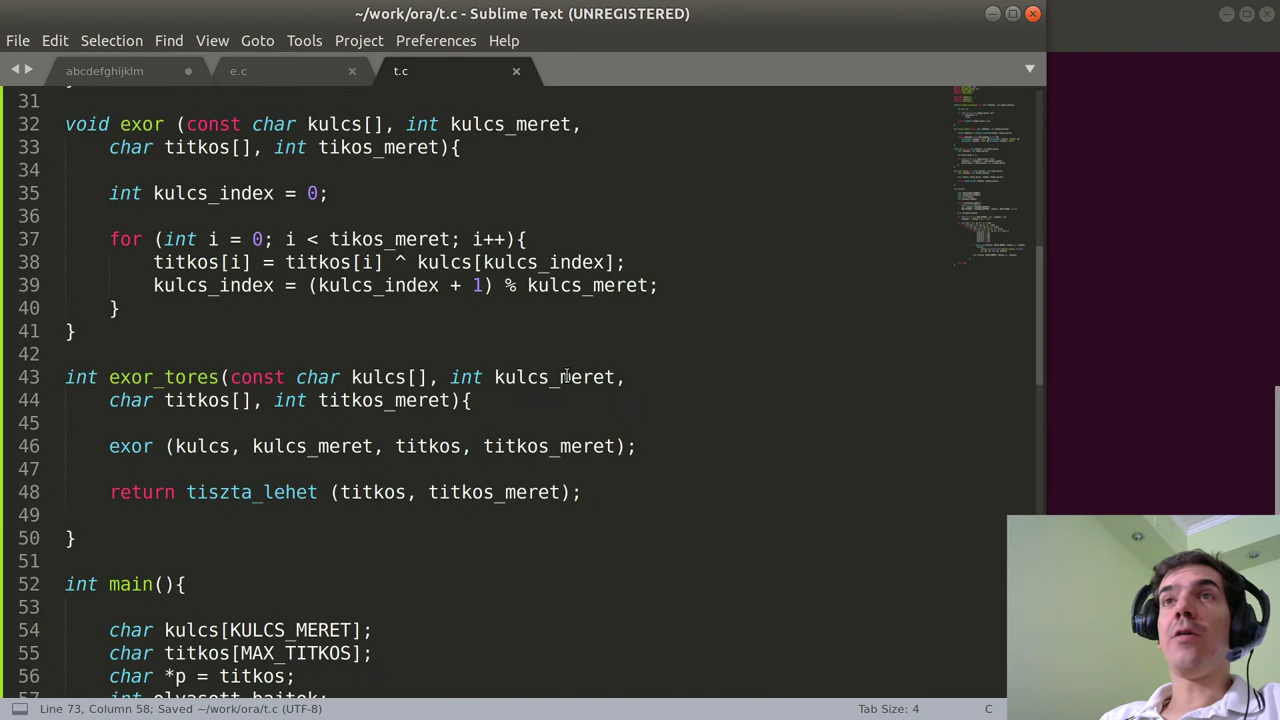 ~/work/ora/t.c - Sublime Text (UNREGISTERED)
File Edit Selection Find View Goto Tools Project Preferences Help
abcdefghijklm e.c t.c
31
32 void exor (const char kulcs[], int kulcs_meret,
33 char titkos[], int tikos_meret){
34
35 int kulcs_index = 0;
36
37 for (int i = 0; i < tikos_meret; i++){
38 titkos[i] = titkos[i] ^ kulcs[kulcs_index];
39 kulcs_index = (kulcs_index + 1) % kulcs_meret;
40 }
41 }
42
43 int exor_tores(const char kulcs[], int kulcs_meret,
44 char titkos[], int titkos_meret){
45
46 exor (kulcs, kulcs_meret, titkos, titkos_meret);
47
48 return tiszta_lehet (titkos, titkos_meret);
49
50 }
51
52 int main(){
53
54 char kulcs[KULCS_MERET];
55 char titkos[MAX_TITKOS];
56 char *p = titkos;
57 int olvasott_bajtok;
Line 73, Column 58; Saved ~/work/ora/t.c (UTF-8) Tab Size: 4 C